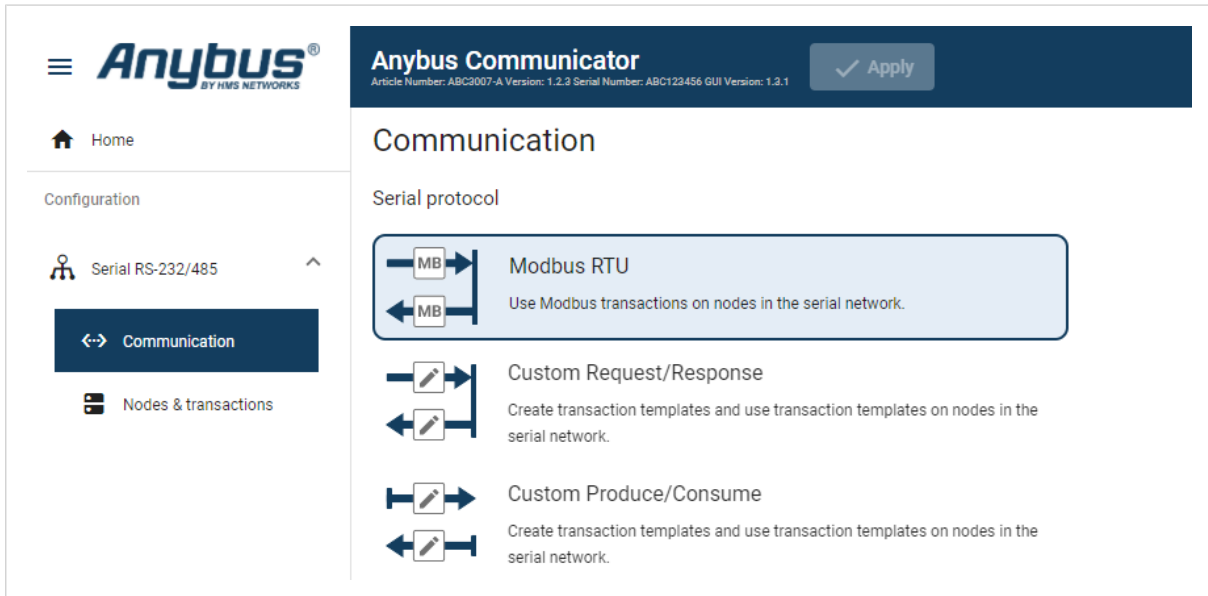 Anybus®
BY HMS NETWORKS
Anybus Communicator
Article Number: ABC3007-A Version: 1.2.3 Serial Number: ABC123456 GUI Version: 1.3.1
Apply
Home
Configuration
Serial RS-232/485
Communication
Nodes & transactions
Communication
Serial protocol
MB
MB
Modbus RTU
Use Modbus transactions on nodes in the serial network.
Custom Request/Response
Create transaction templates and use transaction templates on nodes in the
serial network.
Custom Produce/Consume
Create transaction templates and use transaction templates on nodes in the
serial network.